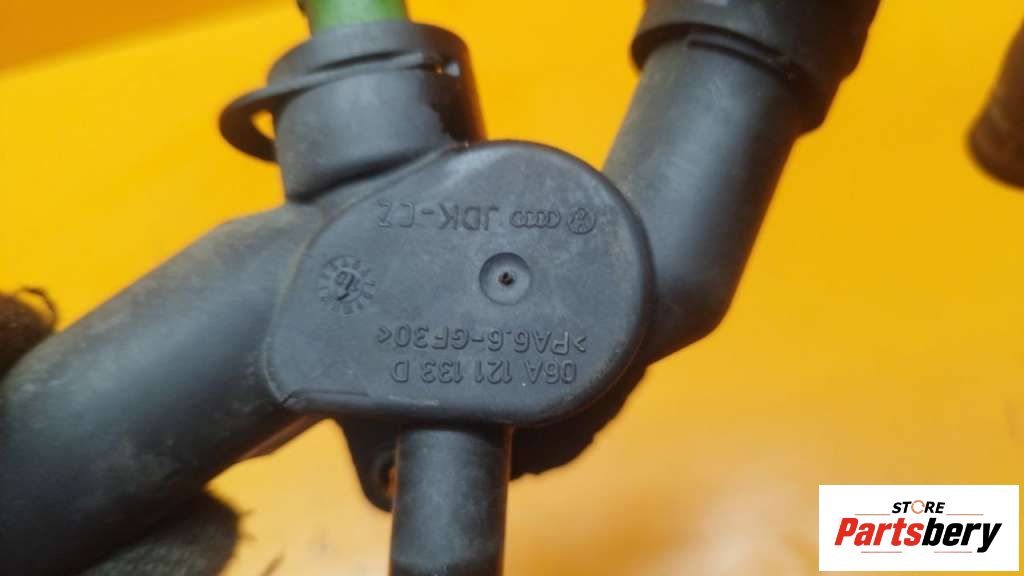 JDK-CZ
>PA6.6-GF30<
06A 121 133 D
STORE
Partsbery